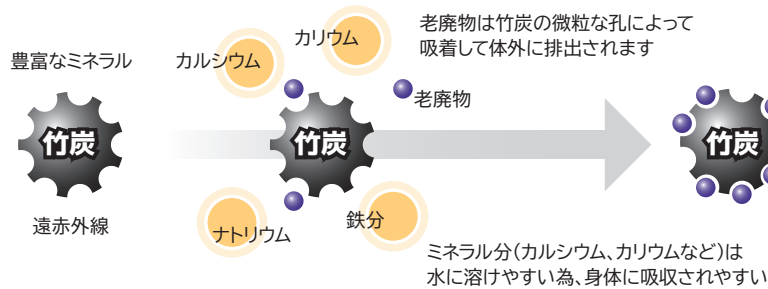 豊富なミネラル
竹炭
遠赤外線
カルシウム
カリウム
老廃物は竹炭の微粒な孔によって
吸着して体外に排出されます
老廃物
竹炭
ナトリウム
鉄分
竹炭
ミネラル分(カルシウム、カリウムなど)は
水に溶けやすい為、身体に吸収されやすい